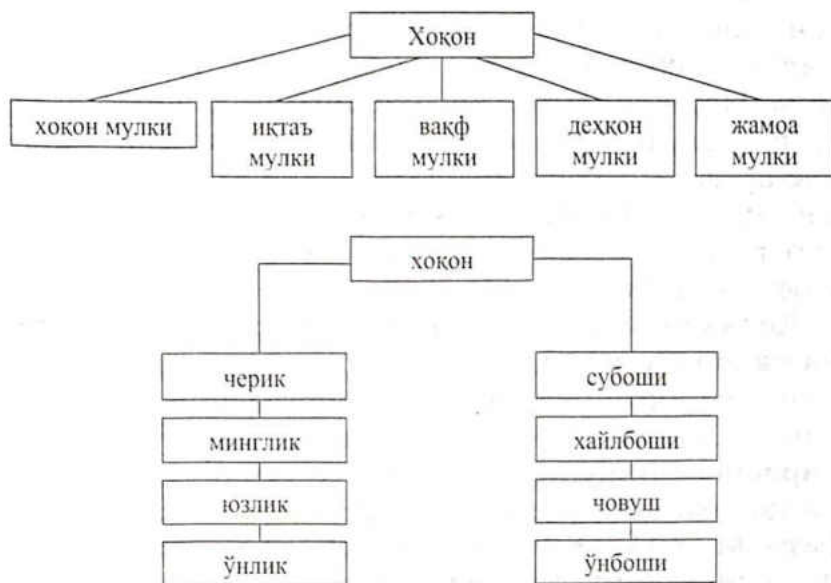 Хоқон
хоқон мулки
иқтаъ
мулки
вақф
мулки
деҳқон
мулки
жамоа
мулки
хоқон
черик
минглик
юзлик
ўнлик
субоши
хайлбоши
човуш
ўнбоши